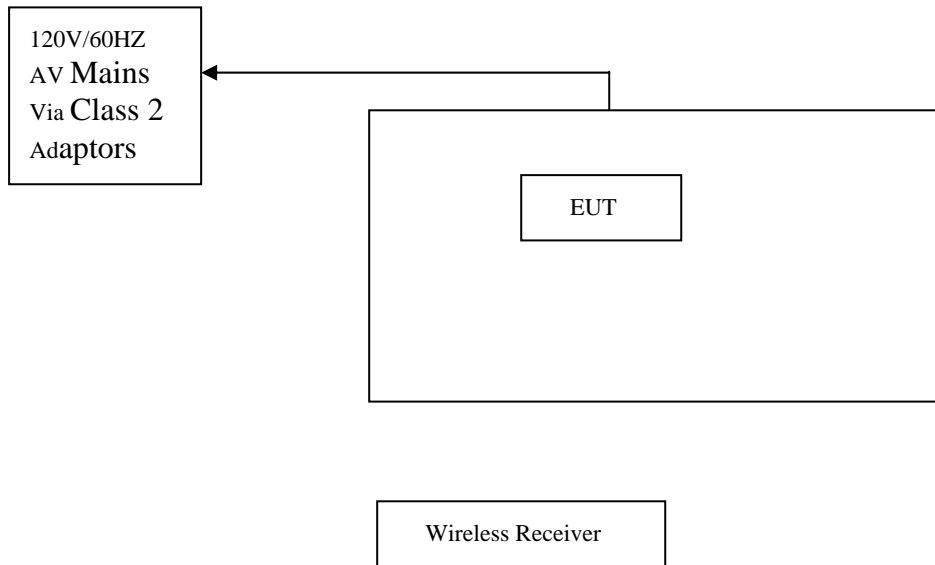 120V/60HZ
AV Mains
Via Class 2
Adaptors
EUT
Wireless Receiver